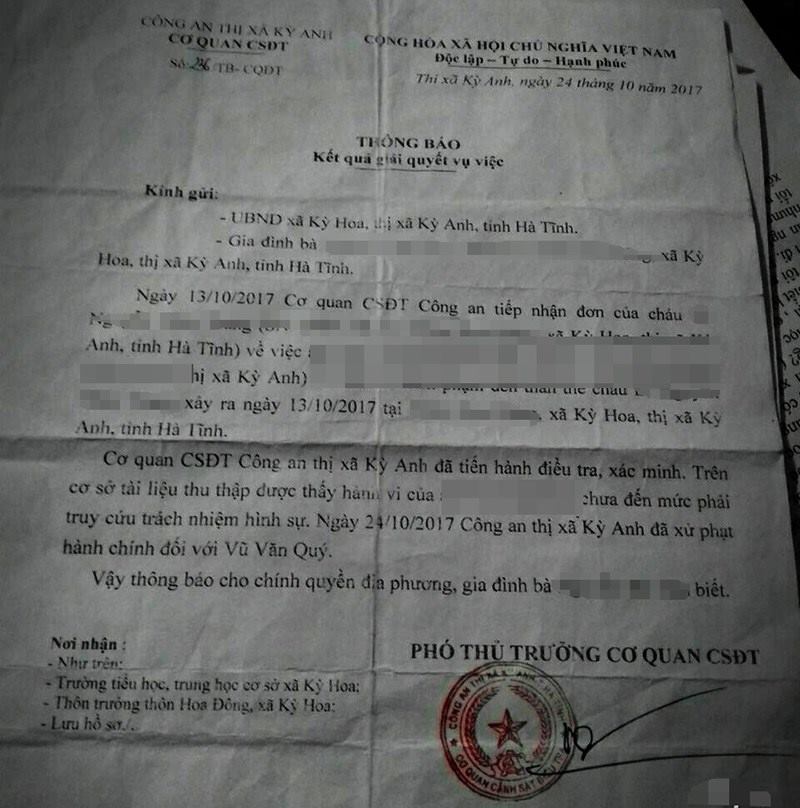 CÔNG AN THỊ XÃ KỲ ANH
CƠ QUAN CSĐT
Số: /TB- CQĐT
CỘNG HÒA XÃ HỘI CHỦ NGHĨA VIỆT NAM
Độc lập – Tự do – Hạnh phúc
Thị xã Kỳ Anh, ngày 24 tháng 10 năm 2017
THÔNG BÁO
Kết quả giải quyết vụ việc
Kính gửi:
- UBND xã Kỳ Hoa, thị xã Kỳ Anh, tỉnh Hà Tĩnh.
- Gia đình bà xã Kỳ
Hoa, thị xã Kỳ Anh, tỉnh Hà Tĩnh.
Ngày 13/10/2017 Cơ quan CSĐT Công an tiếp nhận đơn của cháu
Anh, tỉnh Hà Tĩnh) về việc
thị xã Kỳ Anh)
xảy ra ngày 13/10/2017 tại , xã Kỳ Hoa, thị xã Kỳ
Anh, tỉnh Hà Tĩnh.
Cơ quan CSĐT Công an thị xã Kỳ Anh đã tiến hành điều tra, xác minh. Trên
cơ sở tài liệu thu thập được thấy hành vi của chưa đến mức phải
truy cứu trách nhiệm hình sự. Ngày 24/10/2017 Công an thị xã Kỳ Anh đã xử phạt
hành chính đối với Vũ Văn Quý.
Vậy thông báo cho chính quyền địa phương, gia đình bà biết.
Nơi nhận :
- Như trên;
- Trường tiểu học, trung học cơ sở xã Kỳ Hoa;
- Thôn trưởng thôn Hoa Đông, xã Kỳ Hoa;
- Lưu hồ sơ./.
PHÓ THỦ TRƯỞNG CƠ QUAN CSĐT
CƠ QUAN CẢNH SÁT ĐIỀU TRA